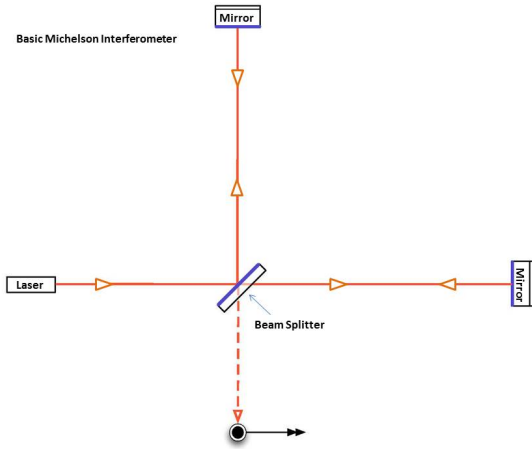 Mirror
Basic Michelson Interferometer
Laser
Mirror
Beam Splitter